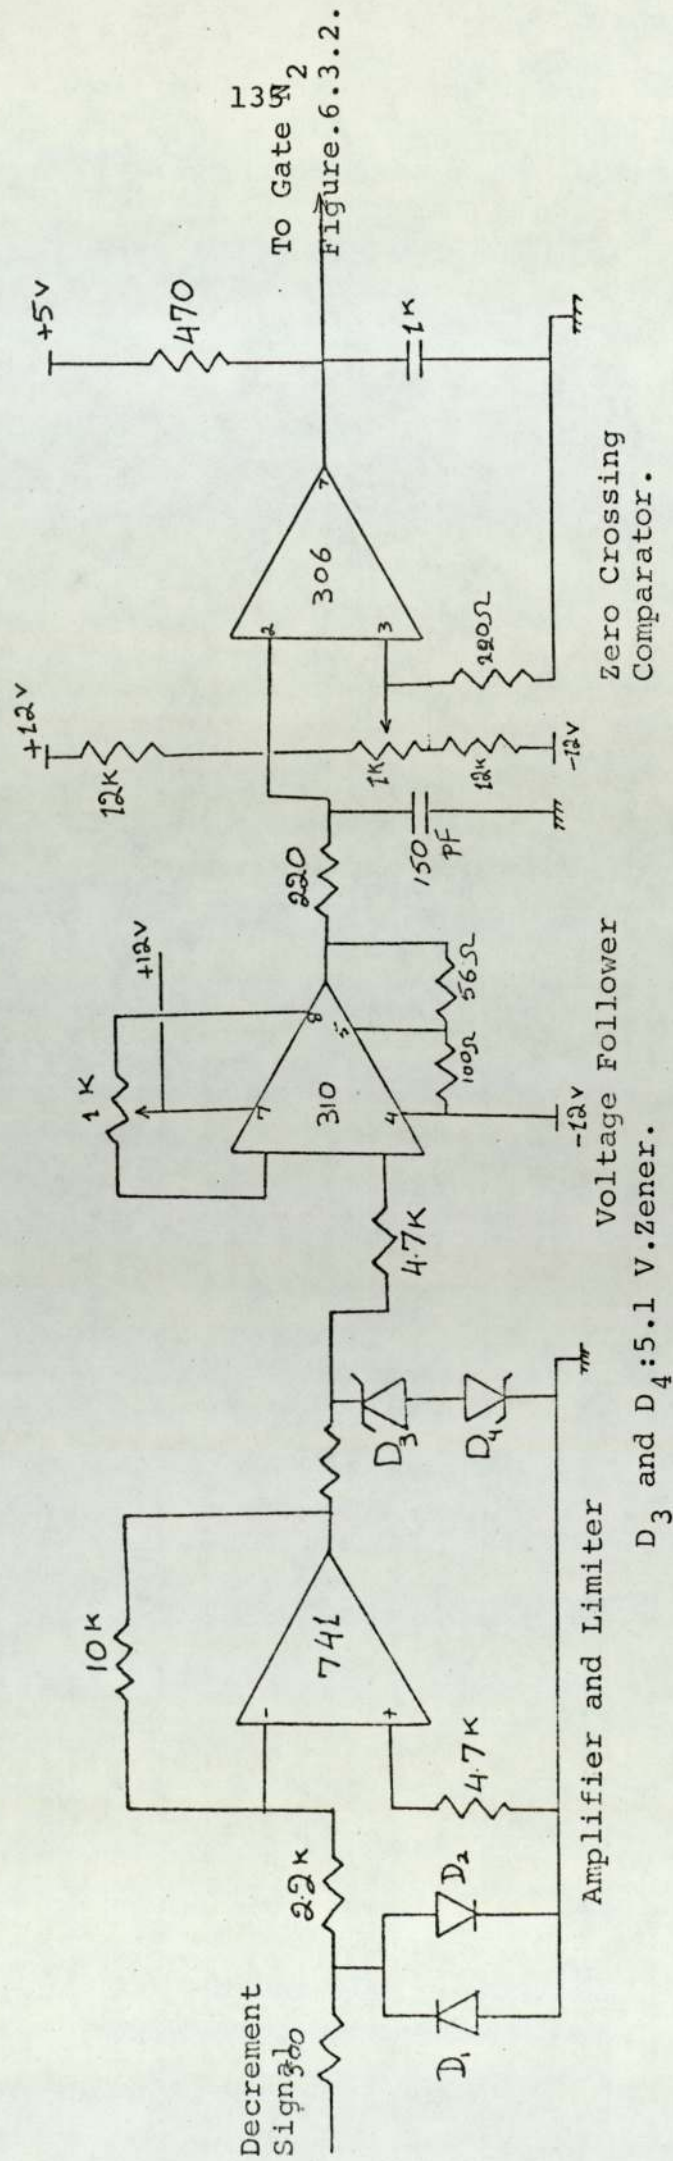 135
To Gate N2
Figure.6.3.2.
+5V
470
1K
306
2
3
7
220Ω
Zero Crossing
Comparator.
+12V
12K
1K
12K
-12V
220
150
PF
+12V
1K
310
7
8
5
4
56Ω
100Ω
-12V
4.7K
Voltage Follower
D3 and D4:5.1 V.Zener.
D3
D4
10K
741
-
+
4.7K
2.2K
D1
D2
Decrement
Signal
300
Amplifier and Limiter